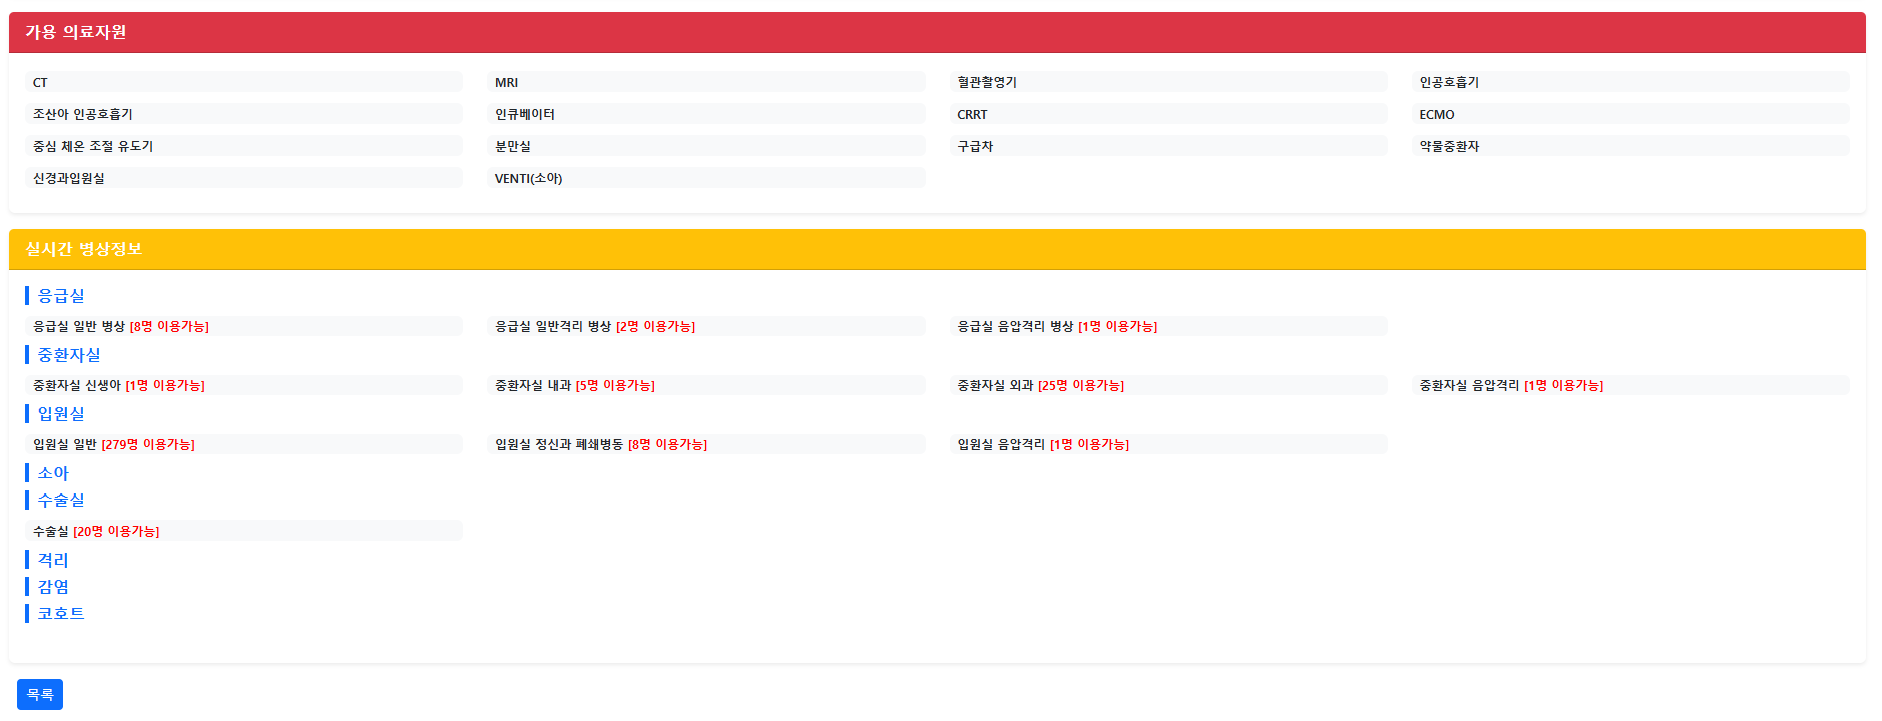 가용 의료자원
CT MRI 혈관촬영기 인공호흡기
조산아 인공호흡기 인큐베이터 CRRT ECMO
중심 체온 조절 유도기 분만실 구급차 약물중환자
신경과입원실 VENTI(소아)
실시간 병상정보
응급실
응급실 일반 병상 [8명 이용가능] 응급실 일반격리 병상 [2명 이용가능] 응급실 음압격리 병상 [1명 이용가능]
중환자실
중환자실 신생아 [1명 이용가능] 중환자실 내과 [5명 이용가능] 중환자실 외과 [25명 이용가능] 중환자실 음압격리 [1명 이용가능]
입원실
입원실 일반 [279명 이용가능] 입원실 정신과 폐쇄병동 [8명 이용가능] 입원실 음압격리 [1명 이용가능]
소아
수술실
수술실 [20명 이용가능]
격리
감염
코호트
목록